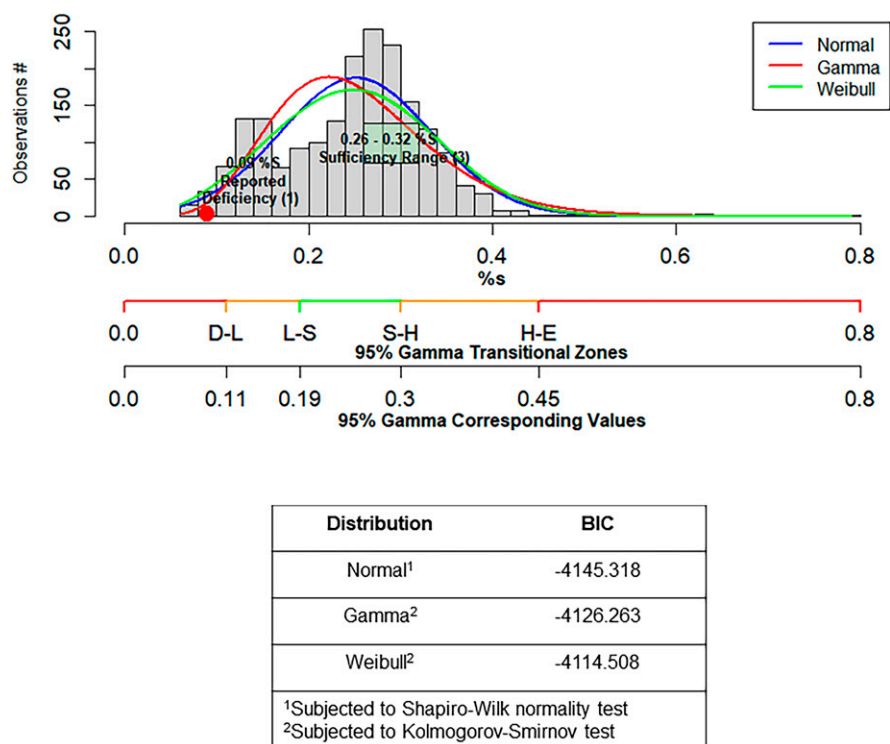 250
150
50
0
Observations #
Normal
Gamma
Weibull
0.26 - 0.32 %S
Sufficiency Range (3)
0.09 %S
Reported
Deficiency (1)
0.0 0.2 0.4 0.6 0.8
%s
0.0 D-L L-S S-H H-E 0.8
95% Gamma Transitional Zones
0.0 0.11 0.19 0.3 0.45 0.8
95% Gamma Corresponding Values
Distribution BIC
Normal¹ -4145.318
Gamma² -4126.263
Weibull² -4114.508
¹Subjected to Shapiro-Wilk normality test
²Subjected to Kolmogorov-Smirnov test